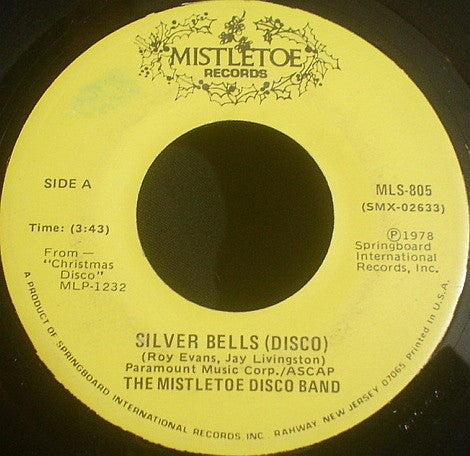 MISTLETOE
RECORDS
SIDE A
Time: (3:43)
From —
"Christmas
Disco"
MLP-1232
MLS-805
(SMX-02633)
Ⓟ1978
Springboard
International
Records, Inc.
SILVER BELLS (DISCO)
(Roy Evans, Jay Livingston)
Paramount Music Corp./ASCAP
THE MISTLETOE DISCO BAND
A PRODUCT OF SPRINGBOARD INTERNATIONAL RECORDS INC. RAHWAY, NEW JERSEY 07065 Printed in U.S.A.